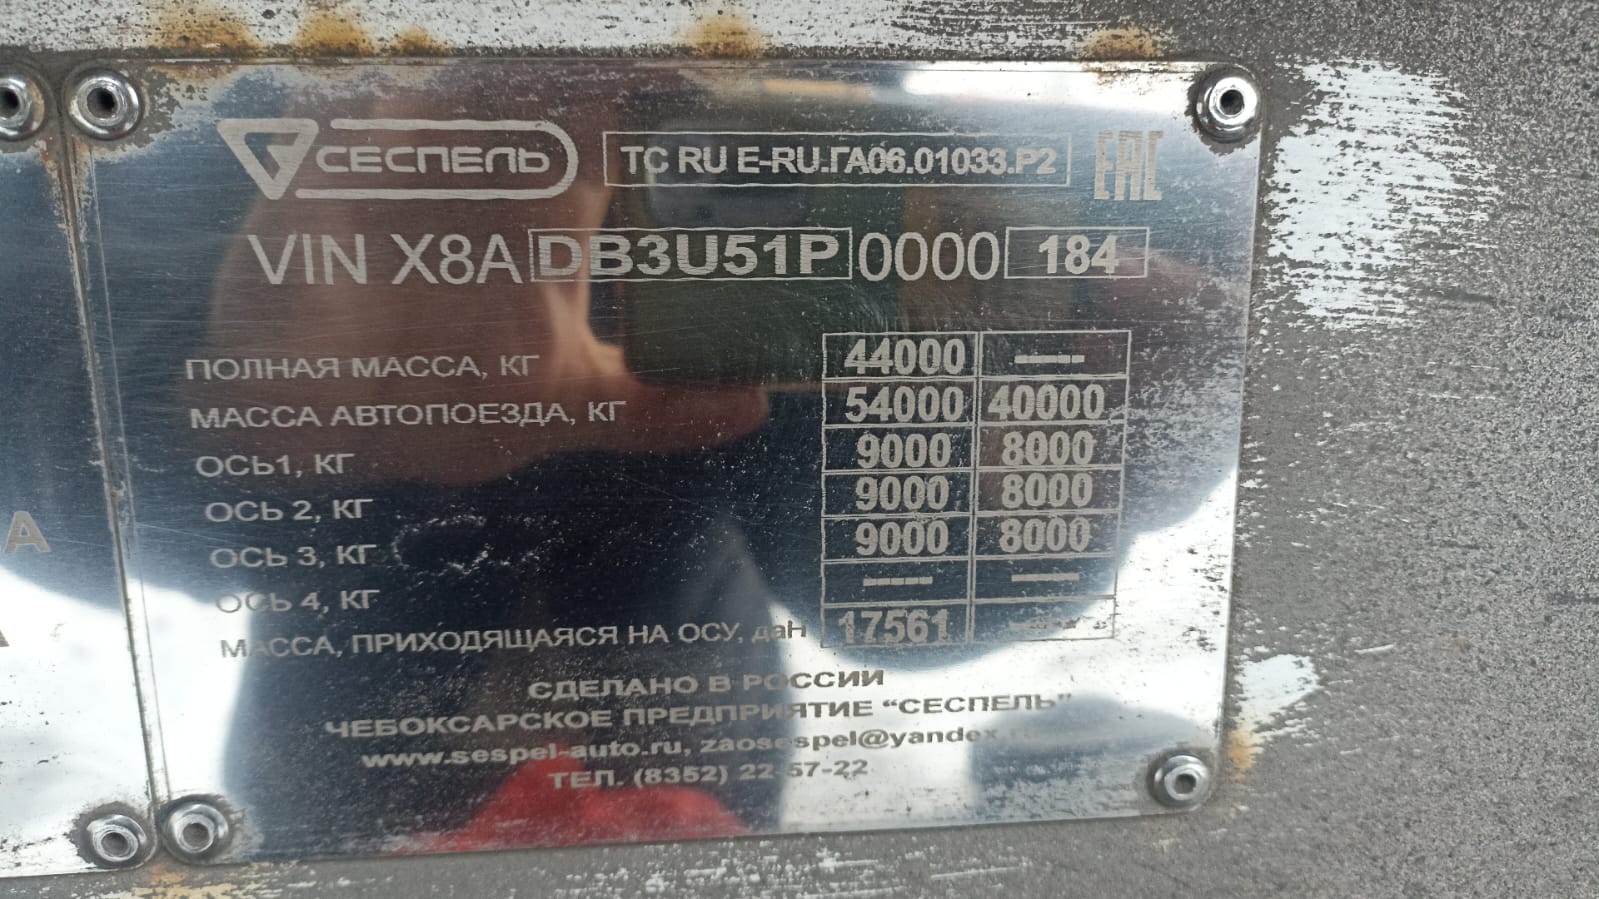 СЕСПЕЛЬ TC RU E-RU.ГА06.01033.P2 EAC
VIN X8A DB3U51P 0000 184
ПОЛНАЯ МАССА, КГ 44000 -----
МАССА АВТОПОЕЗДА, КГ 54000 40000
ОСЬ1, КГ 9000 8000
ОСЬ 2, КГ 9000 8000
ОСЬ 3, КГ 9000 8000
ОСЬ 4, КГ ----- -----
МАССА, ПРИХОДЯЩАЯСЯ НА ОСУ, даН 17561 -----
СДЕЛАНО В РОССИИ
ЧЕБОКСАРСКОЕ ПРЕДПРИЯТИЕ “СЕСПЕЛЬ”
www.sespel-auto.ru, zaosespel@yandex.
ТЕЛ. (8352) 22-57-22
А